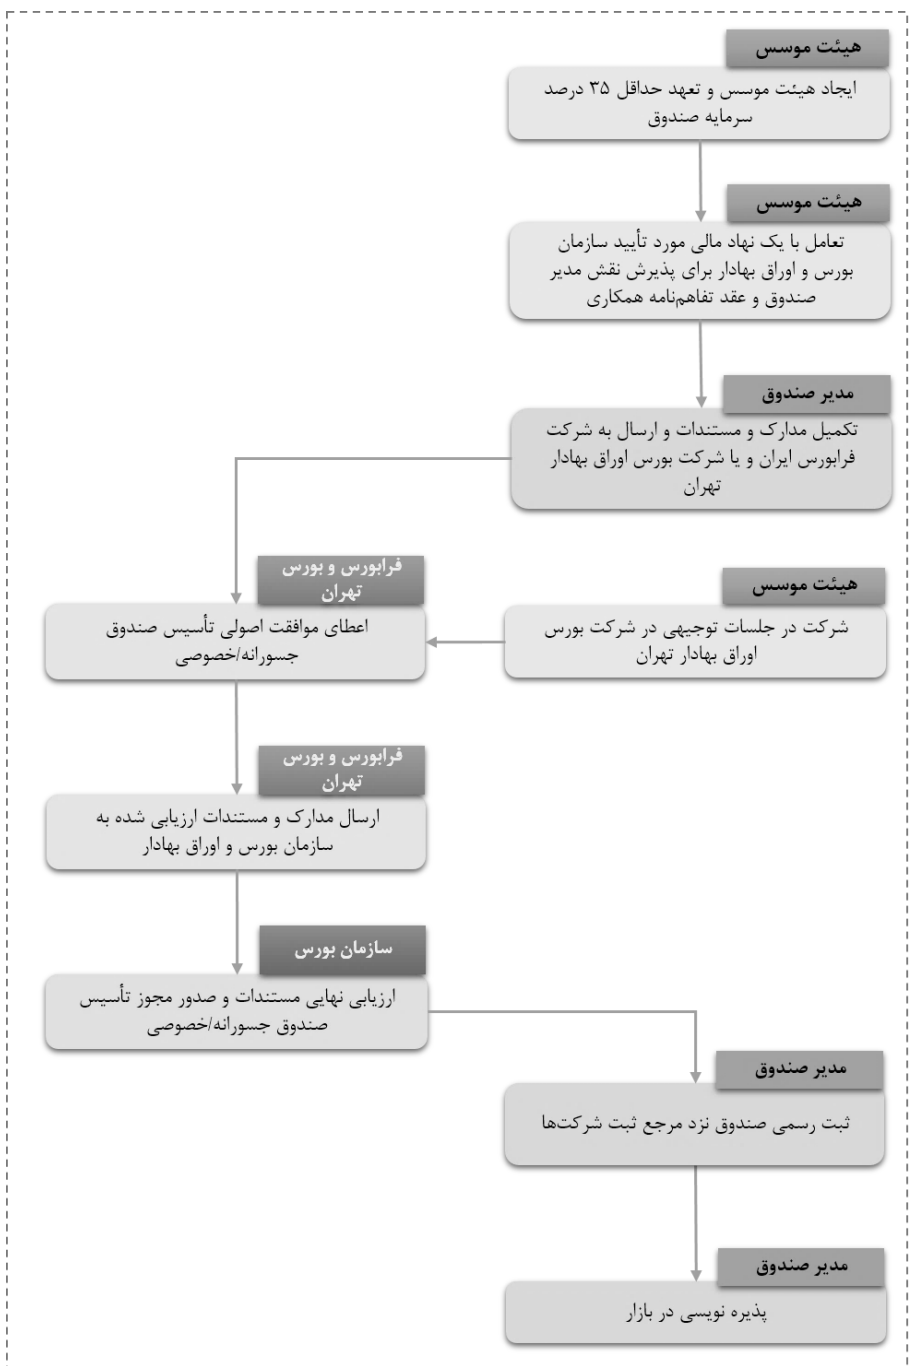 هیئت موسس
ایجاد هیئت موسس و تعهد حداقل ۳۵ درصد
سرمایه صندوق
هیئت موسس
تعامل با یک نهاد مالی مورد تأیید سازمان
بورس و اوراق بهادار برای پذیرش نقش مدیر
صندوق و عقد تفاهم‌نامه همکاری
مدیر صندوق
تکمیل مدارک و مستندات و ارسال به شرکت
فرابورس ایران و یا شرکت بورس اوراق بهادار
تهران
هیئت موسس
شرکت در جلسات توجیهی در شرکت بورس
اوراق بهادار تهران
فرابورس و بورس
تهران
اعطای موافقت اصولی تأسیس صندوق
جسورانه/خصوصی
فرابورس و بورس
تهران
ارسال مدارک و مستندات ارزیابی شده به
سازمان بورس و اوراق بهادار
سازمان بورس
ارزیابی نهایی مستندات و صدور مجوز تأسیس
صندوق جسورانه/خصوصی
مدیر صندوق
ثبت رسمی صندوق نزد مرجع ثبت شرکت‌ها
مدیر صندوق
پذیره نویسی در بازار